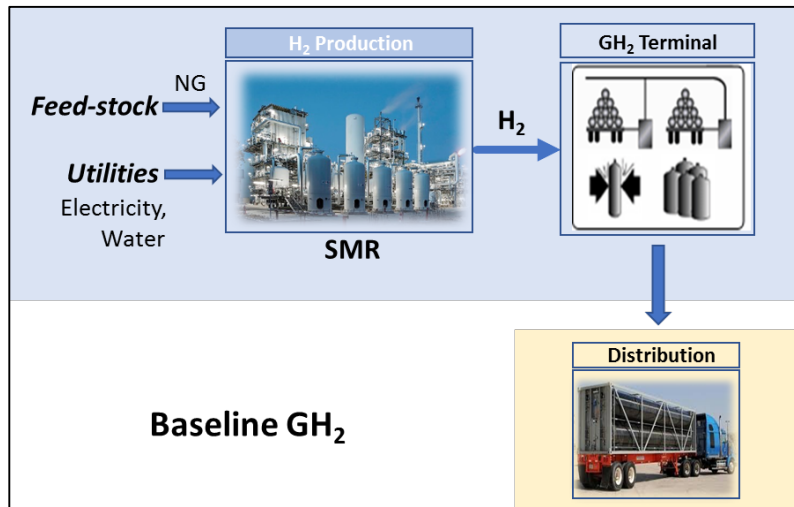 H₂ Production
GH₂ Terminal
NG
Feed-stock
H₂
Utilities
Electricity,
Water
SMR
Distribution
Baseline GH₂